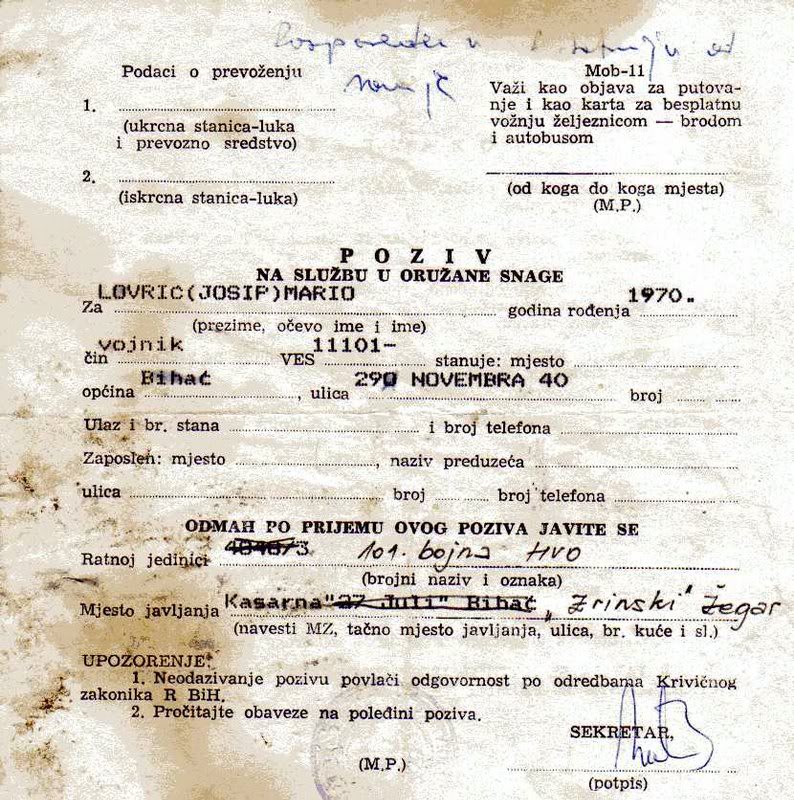 Podaci o prevoženju
1.
(ukrcna stanica-luka
i prevozno sredstvo)
2.
(iskrcna stanica-luka)
Mob-11
Važi kao objava za putova-
nje i kao karta za besplatnu
vožnju željeznicom — brodom
i autobusom
(od koga do koga mjesta)
(M.P.)
POZIV
NA SLUŽBU U ORUŽANE SNAGE
Za LOVRIC(JOSIP)MARIO godina rođenja 1970.
(prezime, očevo ime i ime)
čin vojnik VES 11101- stanuje: mjesto
općina Bihać, ulica 290 NOVEMBRA 40 broj
Ulaz i br. stana i broj telefona
Zaposlen: mjesto, naziv preduzeća
ulica broj broj telefona
ODMAH PO PRIJEMU OVOG POZIVA JAVITE SE
Ratnoj jedinici 101. bojna HVO
(brojni naziv i oznaka)
Mjesto javljanja Kasarna "27 Juli" Bihać, "Zrinski" Žegar
(navesti MZ, tačno mjesto javljanja, ulica, br. kuće i sl.)
UPOZORENJE:
1. Neodazivanje pozivu povlači odgovornost po odredbama Krivičnog
zakonika R BiH.
2. Pročitajte obaveze na poleđini poziva.
SEKRETAR,
(M.P.)
(potpis)